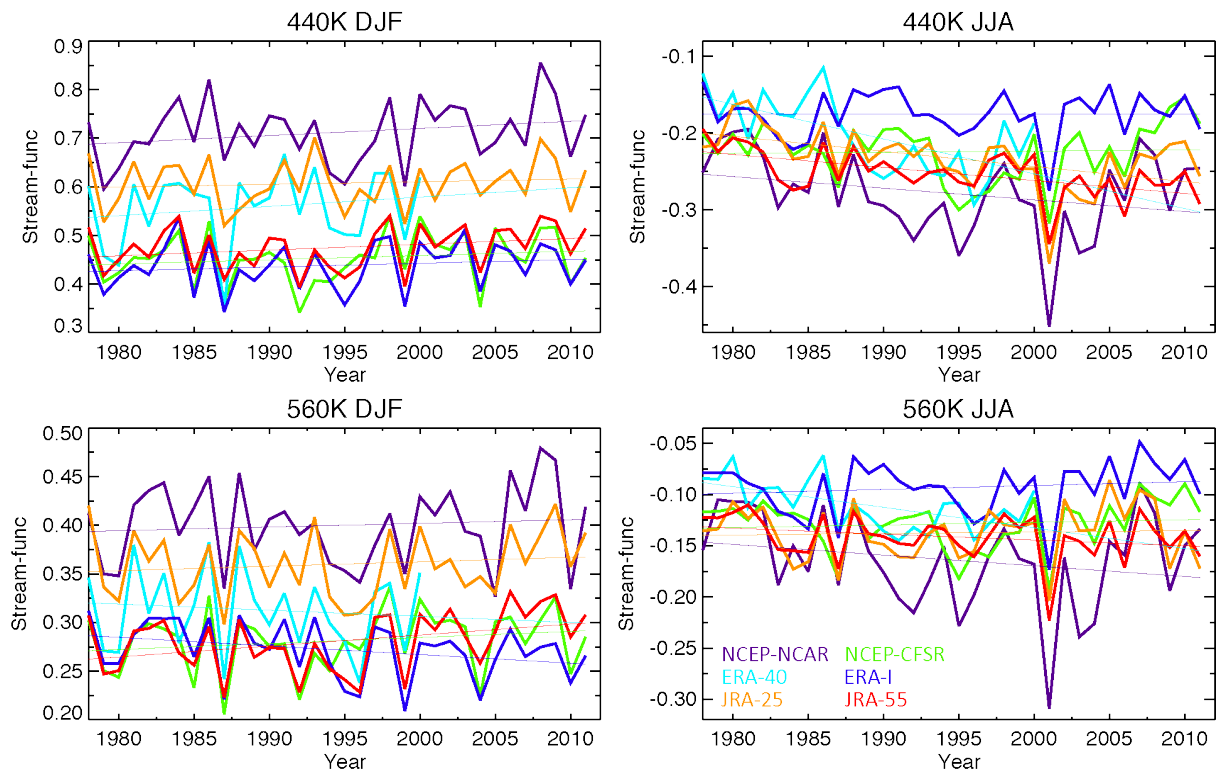 440K DJF
0.9
0.8
0.7
0.6
0.5
0.4
0.3
Stream-func
1980 1985 1990 1995 2000 2005 2010
Year
440K JJA
-0.1
-0.2
-0.3
-0.4
Stream-func
1980 1985 1990 1995 2000 2005 2010
Year
560K DJF
0.50
0.45
0.40
0.35
0.30
0.25
0.20
Stream-func
1980 1985 1990 1995 2000 2005 2010
Year
560K JJA
-0.05
-0.10
-0.15
-0.20
-0.25
-0.30
Stream-func
NCEP-NCAR NCEP-CFSR
ERA-40 ERA-I
JRA-25 JRA-55
1980 1985 1990 1995 2000 2005 2010
Year